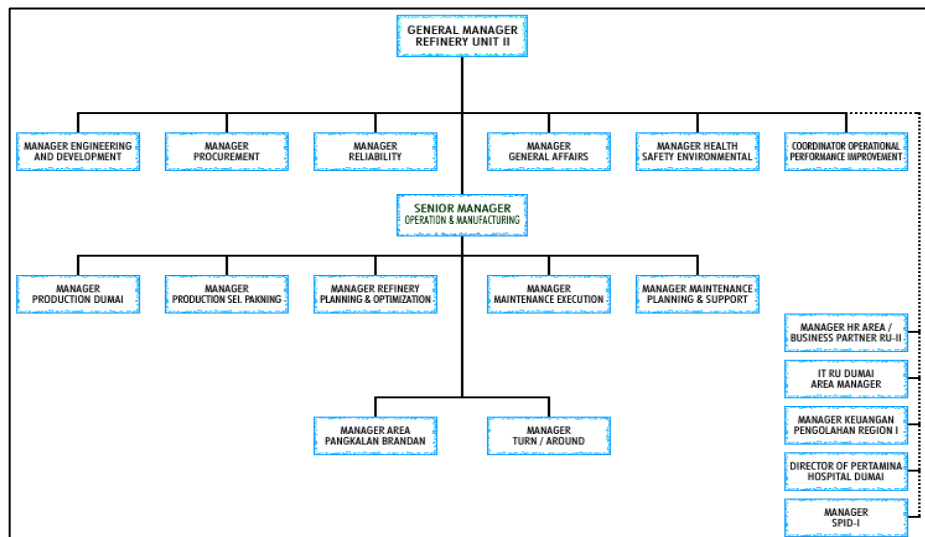 GENERAL MANAGER
REFINERY UNIT II
MANAGER ENGINEERING
AND DEVELOPMENT
MANAGER
PROCUREMENT
MANAGER
RELIABILITY
MANAGER
GENERAL AFFAIRS
MANAGER HEALTH
SAFETY ENVIRONMENTAL
COORDINATOR OPERATIONAL
PERFORMANCE IMPROVEMENT
SENIOR MANAGER
OPERATION & MANUFACTURING
MANAGER
PRODUCTION DUMAI
MANAGER
PRODUCTION SEI. PAKNING
MANAGER REFINERY
PLANNING & OPTIMIZATION
MANAGER
MAINTENANCE EXECUTION
MANAGER MAINTENANCE
PLANNING & SUPPORT
MANAGER HR AREA /
BUSINESS PARTNER RU-II
IT RU DUMAI
AREA MANAGER
MANAGER KEUANGAN
PENGOLAHAN REGION I
DIRECTOR OF PERTAMINA
HOSPITAL DUMAI
MANAGER
SPID-I
MANAGER AREA
PANGKALAN BRANDAN
MANAGER
TURN / AROUND